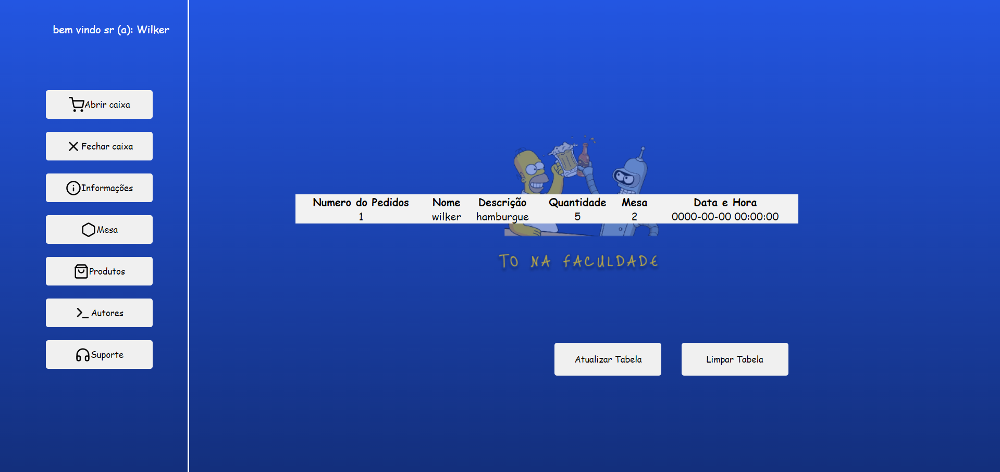 bem vindo sr (a): Wilker
Abrir caixa
Fechar caixa
Informações
Mesa
Produtos
Autores
Suporte
Numero do Pedidos Nome Descrição Quantidade Mesa Data e Hora
1 wilker hamburgue 5 2 0000-00-00 00:00:00
TO NA FACULDADE
Atualizar Tabela Limpar Tabela